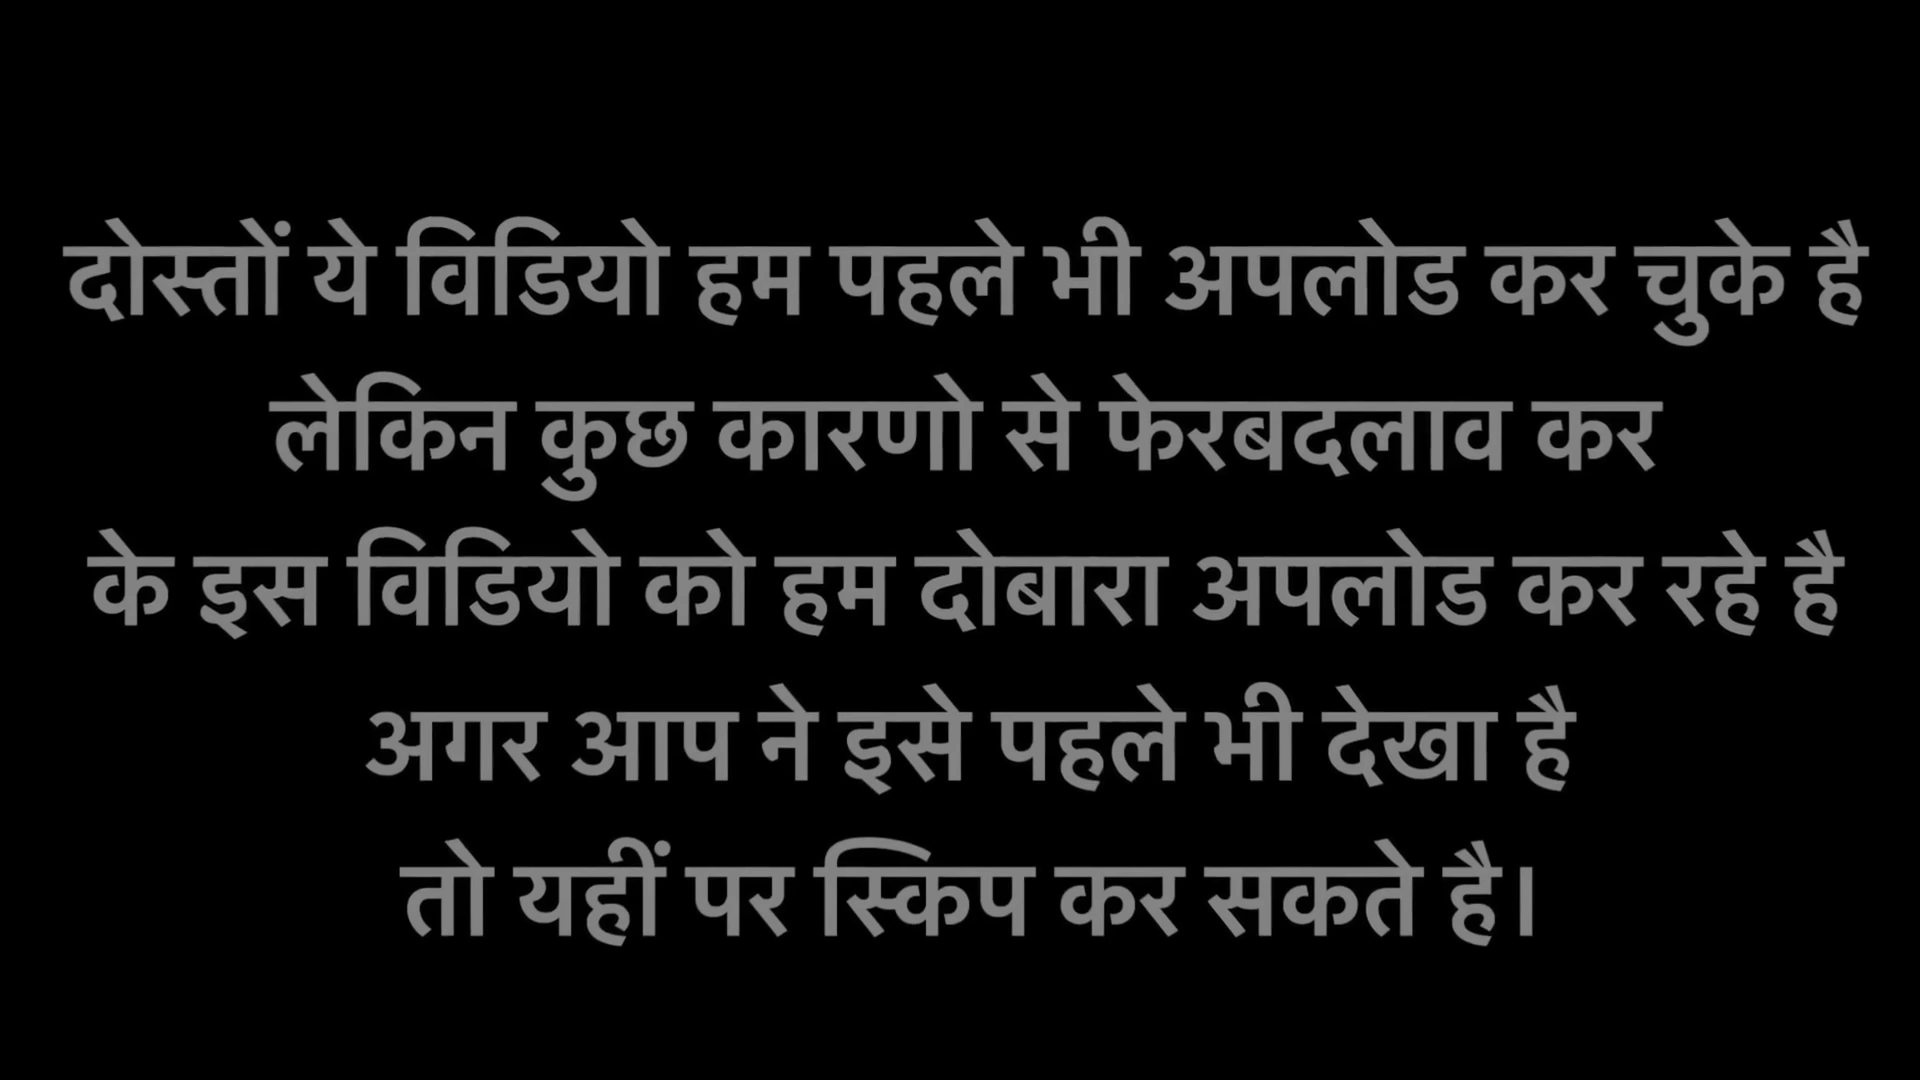 दोस्तों ये विडियो हम पहले भी अपलोड कर चुके है
लेकिन कुछ कारणो से फेरबदलाव कर
के इस विडियो को हम दोबारा अपलोड कर रहे है
अगर आप ने इसे पहले भी देखा है
तो यहीं पर स्किप कर सकते है।